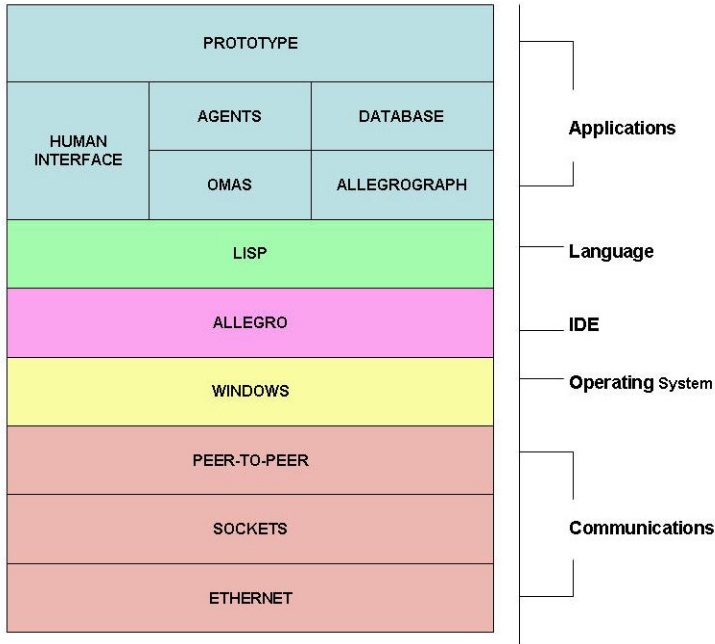 PROTOTYPE
HUMAN
INTERFACE
AGENTS
DATABASE
OMAS
ALLEGROGRAPH
LISP
ALLEGRO
WINDOWS
PEER-TO-PEER
SOCKETS
ETHERNET
Applications
Language
IDE
Operating System
Communications